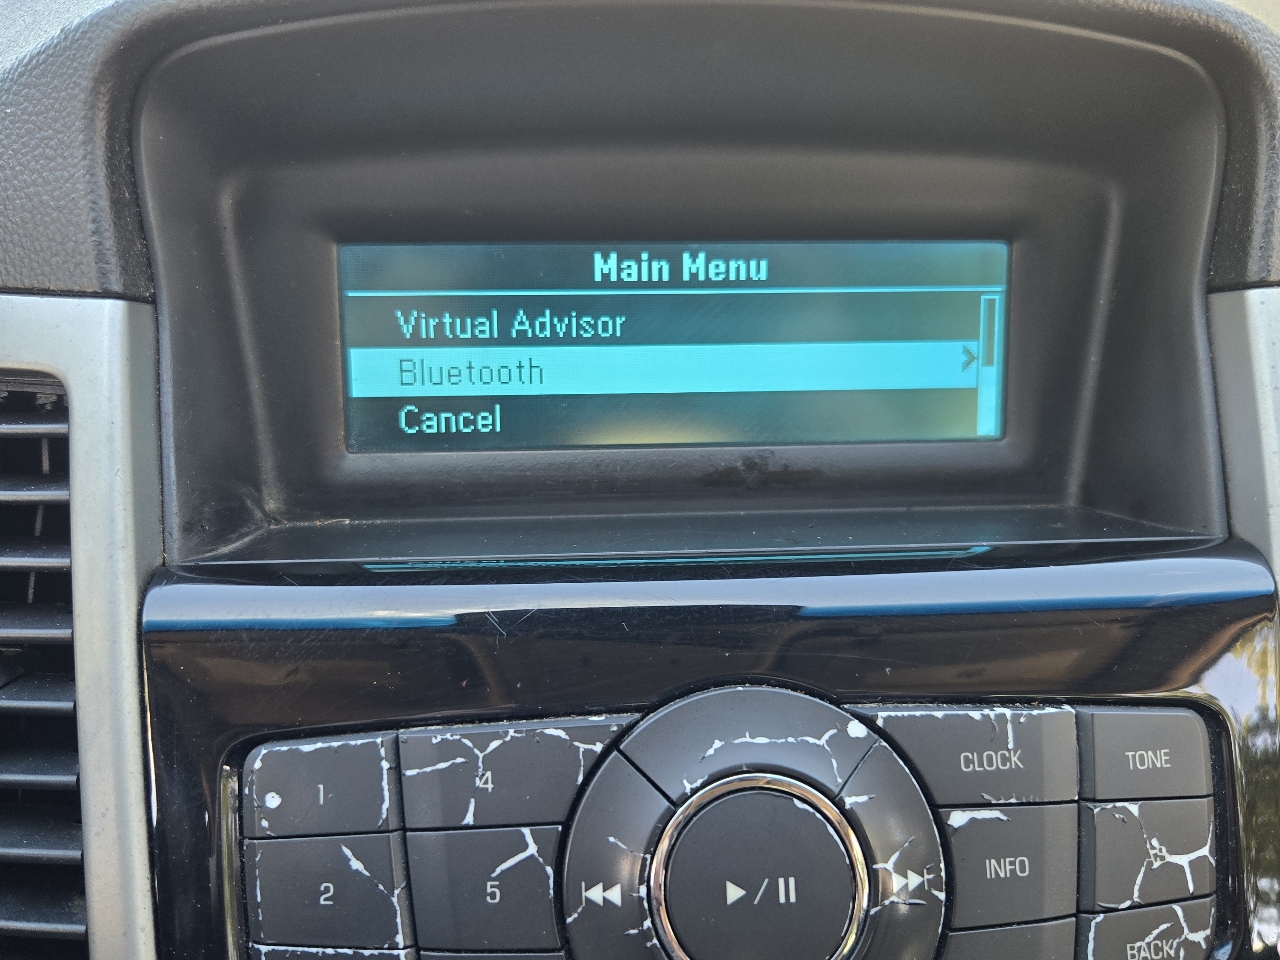 Main Menu
Virtual Advisor
Bluetooth
Cancel
1
4
CLOCK
TONE
2
5
INFO
BACK